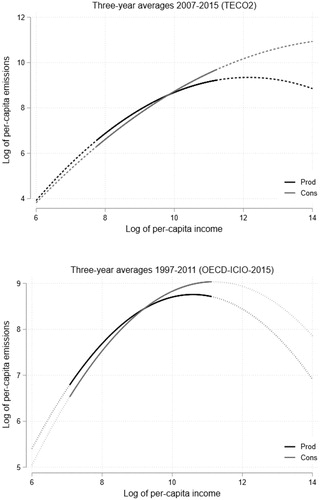 Three-year averages 2007-2015 (TECO2)
12
10
8
6
4
Log of per-capita emissions
6 8 10 12 14
Log of per-capita income
Prod
Cons
Three-year averages 1997-2011 (OECD-ICIO-2015)
9
8
7
6
5
Log of per-capita emissions
6 8 10 12 14
Log of per-capita income
Prod
Cons